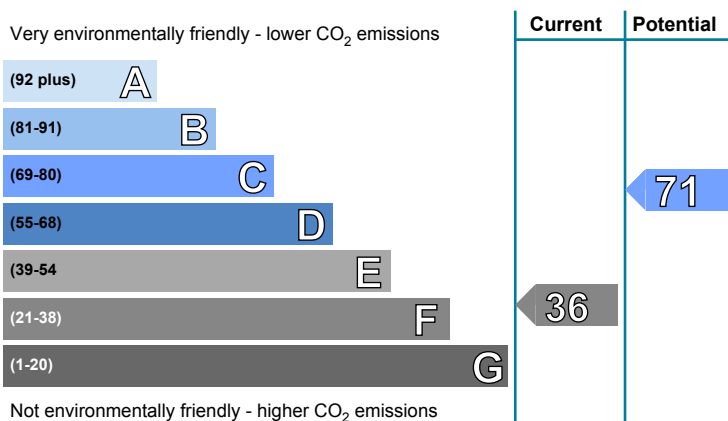 Current Potential
Very environmentally friendly - lower CO2 emissions
(92 plus) A
(81-91) B
(69-80) C
71
(55-68) D
(39-54 E
36
(21-38) F
(1-20) G
Not environmentally friendly - higher CO2 emissions